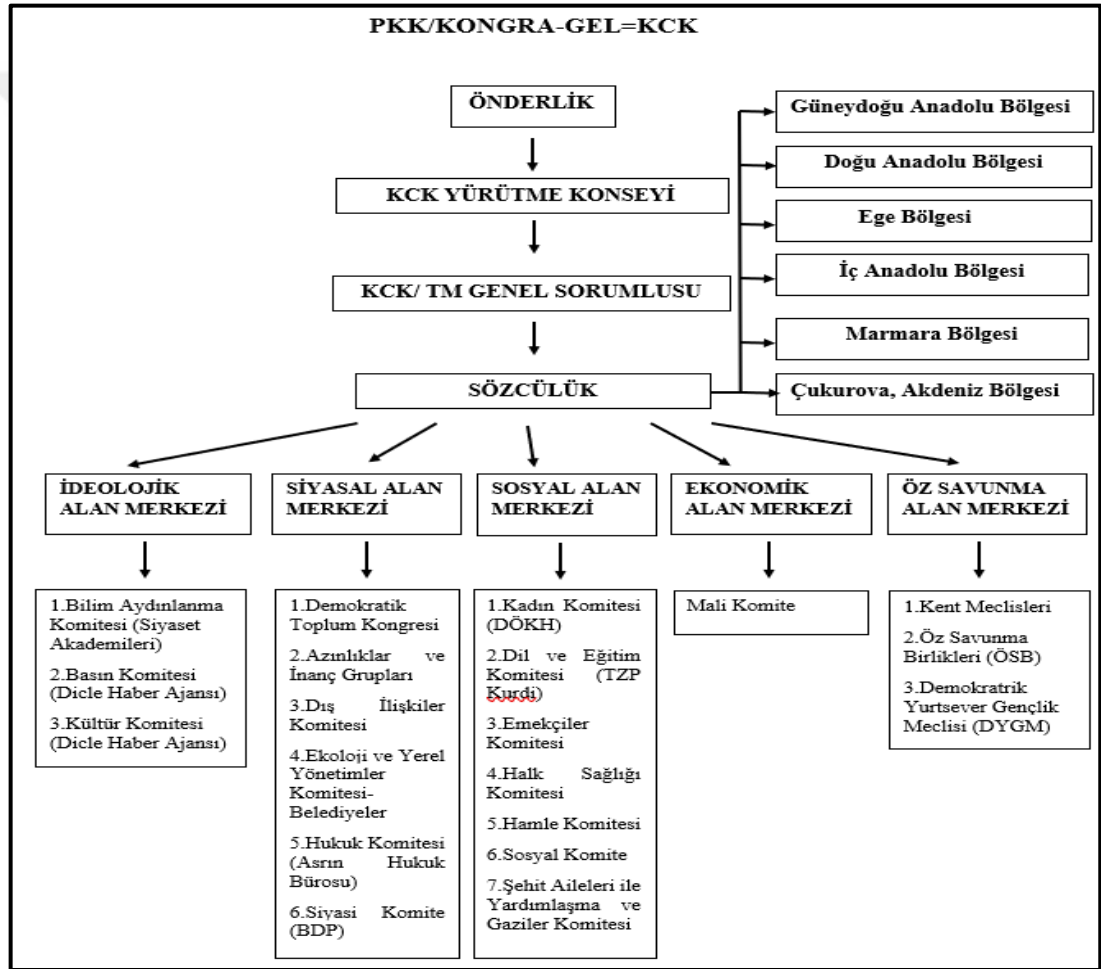 PKK/KONGRA-GEL=KCK
ÖNDERLİK
KCK YÜRÜTME KONSEYİ
KCK/ TM GENEL SORUMLUSU
SÖZCÜLÜK
Güneydoğu Anadolu Bölgesi
Doğu Anadolu Bölgesi
Ege Bölgesi
İç Anadolu Bölgesi
Marmara Bölgesi
Çukurova, Akdeniz Bölgesi
İDEOLOJİK
ALAN MERKEZİ
1.Bilim Aydınlanma
Komitesi (Siyaset
Akademileri)
2.Basın Komitesi
(Dicle Haber Ajansı)
3.Kültür Komitesi
(Dicle Haber Ajansı)
SİYASAL ALAN
MERKEZİ
1.Demokratik
Toplum Kongresi
2.Azınlıklar ve
İnanç Grupları
3.Dış İlişkiler
Komitesi
4.Ekoloji ve Yerel
Yönetimler
Komitesi-
Belediyeler
5.Hukuk Komitesi
(Asrın Hukuk
Bürosu)
6.Siyasi Komite
(BDP)
SOSYAL ALAN
MERKEZİ
1.Kadın Komitesi
(DÖKH)
2.Dil ve Eğitim
Komitesi (TZP
Kurdi)
3.Emekçiler
Komitesi
4.Halk Sağlığı
Komitesi
5.Hamle Komitesi
6.Sosyal Komite
7.Şehit Aileleri ile
Yardımlaşma ve
Gaziler Komitesi
EKONOMİK
ALAN MERKEZİ
Mali Komite
ÖZ SAVUNMA
ALAN MERKEZİ
1.Kent Meclisleri
2.Öz Savunma
Birlikleri (ÖSB)
3.Demokratrik
Yurtsever Gençlik
Meclisi (DYGM)